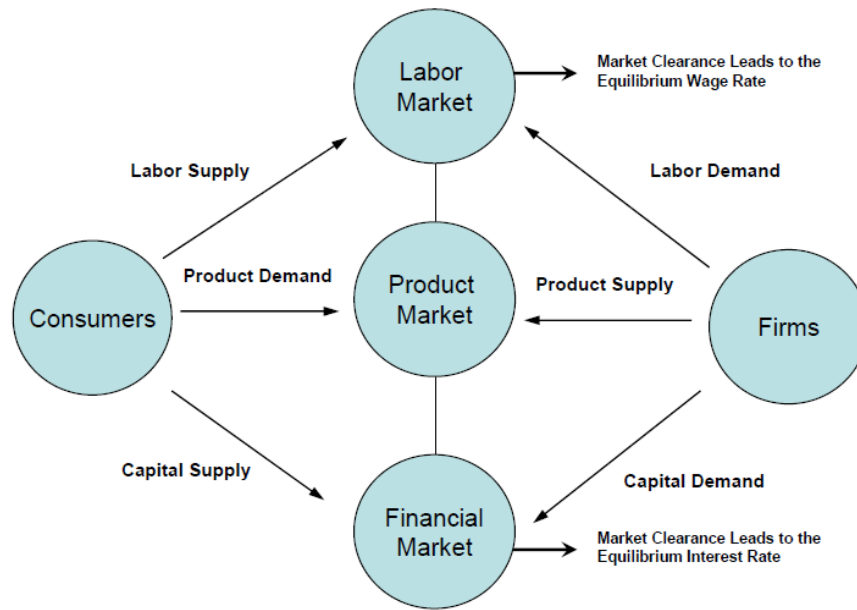 Labor
Market
Market Clearance Leads to the
Equilibrium Wage Rate
Labor Supply
Labor Demand
Consumers
Product Demand
Product
Market
Product Supply
Firms
Capital Supply
Capital Demand
Financial
Market
Market Clearance Leads to the
Equilibrium Interest Rate